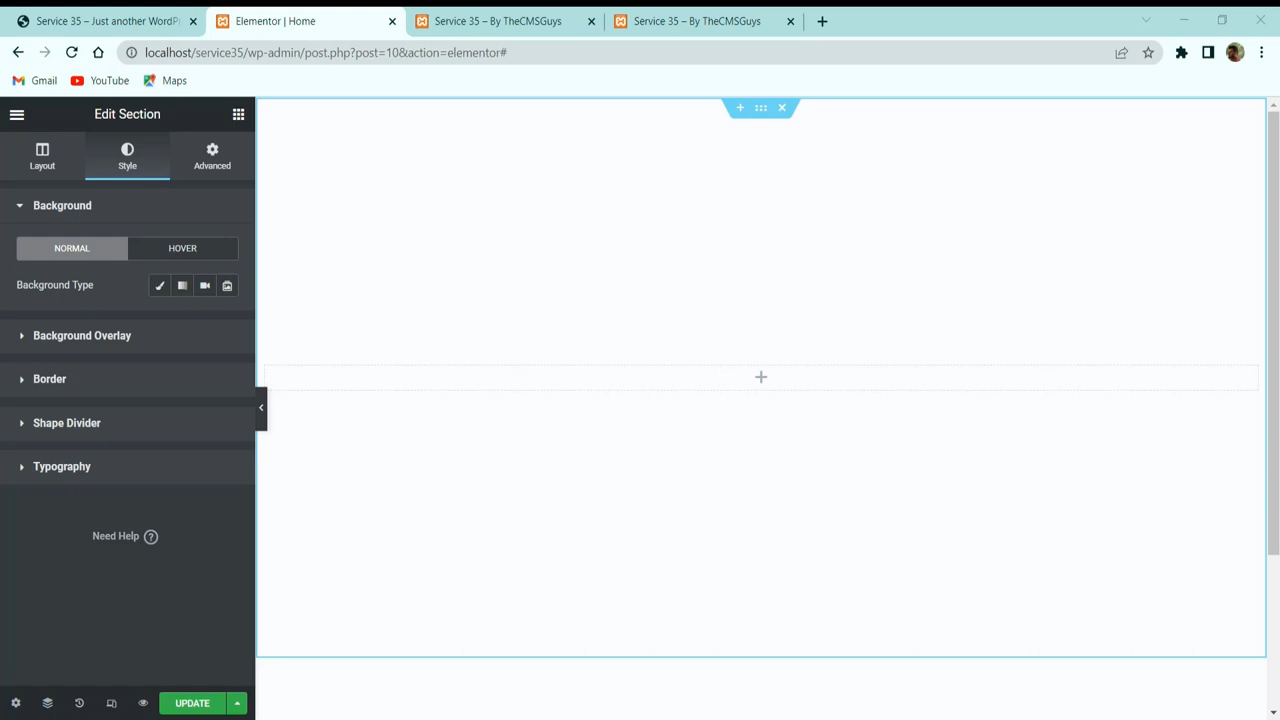 Service 35 – Just another WordPr
Elementor | Home
Service 35 – By TheCMSGuys
Service 35 – By TheCMSGuys
localhost/service35/wp-admin/post.php?post=10&action=elementor#
Gmail
YouTube
Maps
Edit Section
Layout
Style
Advanced
Background
NORMAL
HOVER
Background Type
Background Overlay
Border
Shape Divider
Typography
Need Help ?
UPDATE